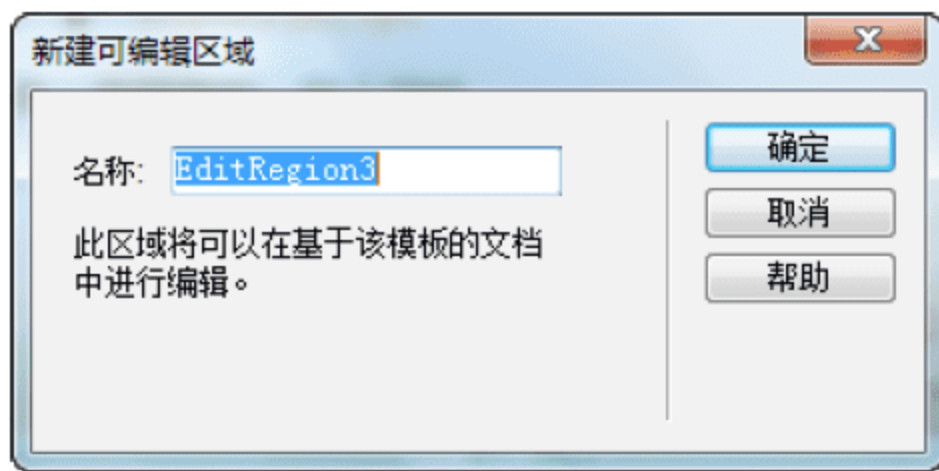 新建可编辑区域
名称: EditRegion3
确定
取消
帮助
此区域将可以在基于该模板的文档
中进行编辑。